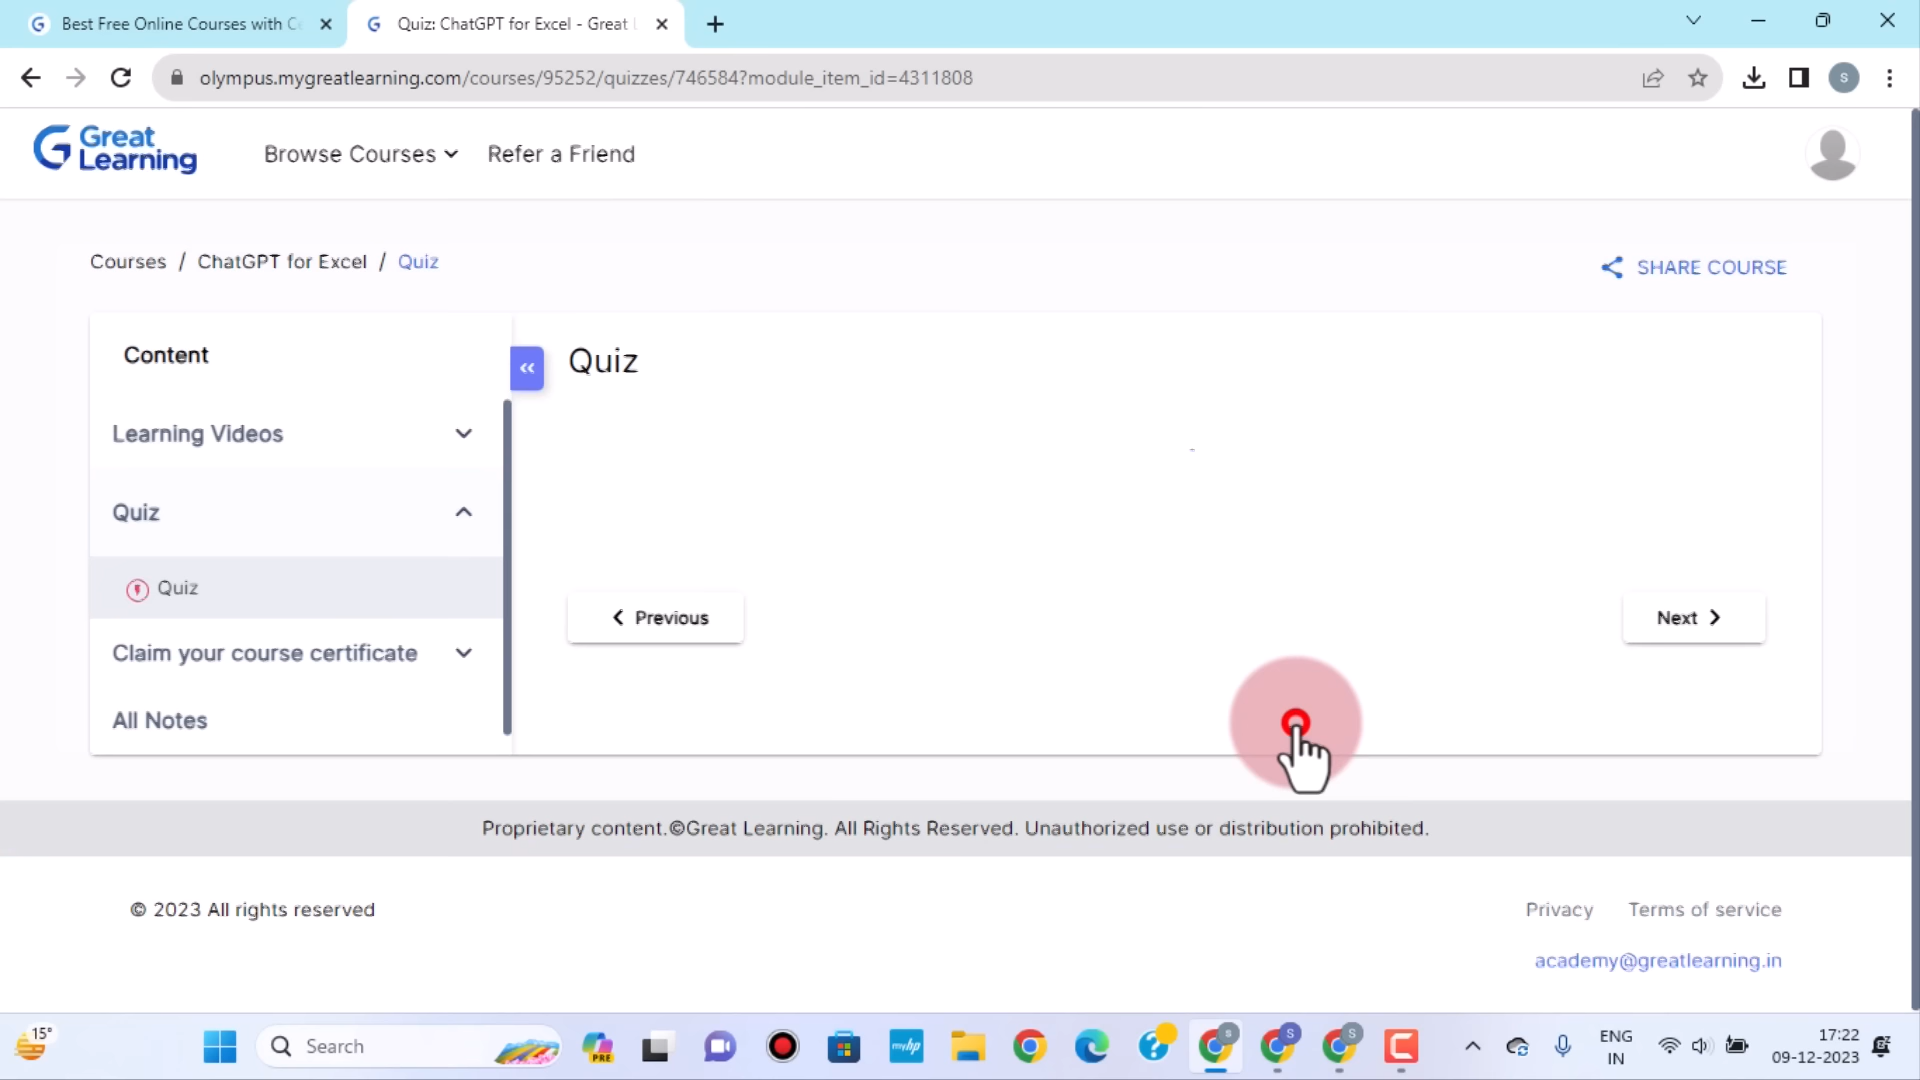 Best Free Online Courses with Ce
Quiz: ChatGPT for Excel - Great L
olympus.mygreatlearning.com/courses/95252/quizzes/746584?module_item_id=4311808
S
Great Learning
Browse Courses
Refer a Friend
Courses / ChatGPT for Excel / Quiz
SHARE COURSE
Content
Learning Videos
Quiz
Quiz
Claim your course certificate
All Notes
Quiz
Previous
Next
Proprietary content.©Great Learning. All Rights Reserved. Unauthorized use or distribution prohibited.
© 2023 All rights reserved
Privacy
Terms of service
academy@greatlearning.in
15°
Search
PRE
myhp
S
S
S
ENG
IN
17:22
09-12-2023